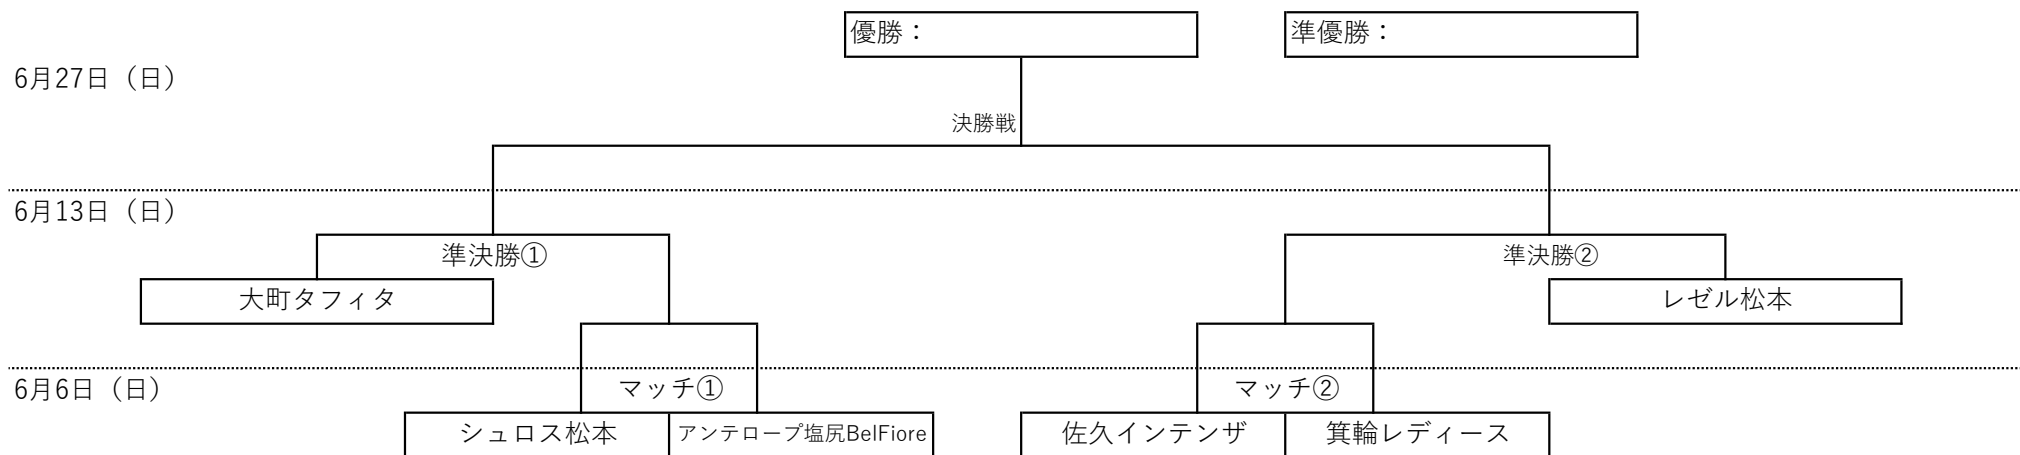 優勝：
準優勝：
6月27日（日）
決勝戦
6月13日（日）
準決勝①
準決勝②
大町タフィタ
レゼル松本
6月6日（日）
マッチ①
マッチ②
シュロス松本
アンテロープ塩尻BelFiore
佐久インテンザ
箕輪レディース